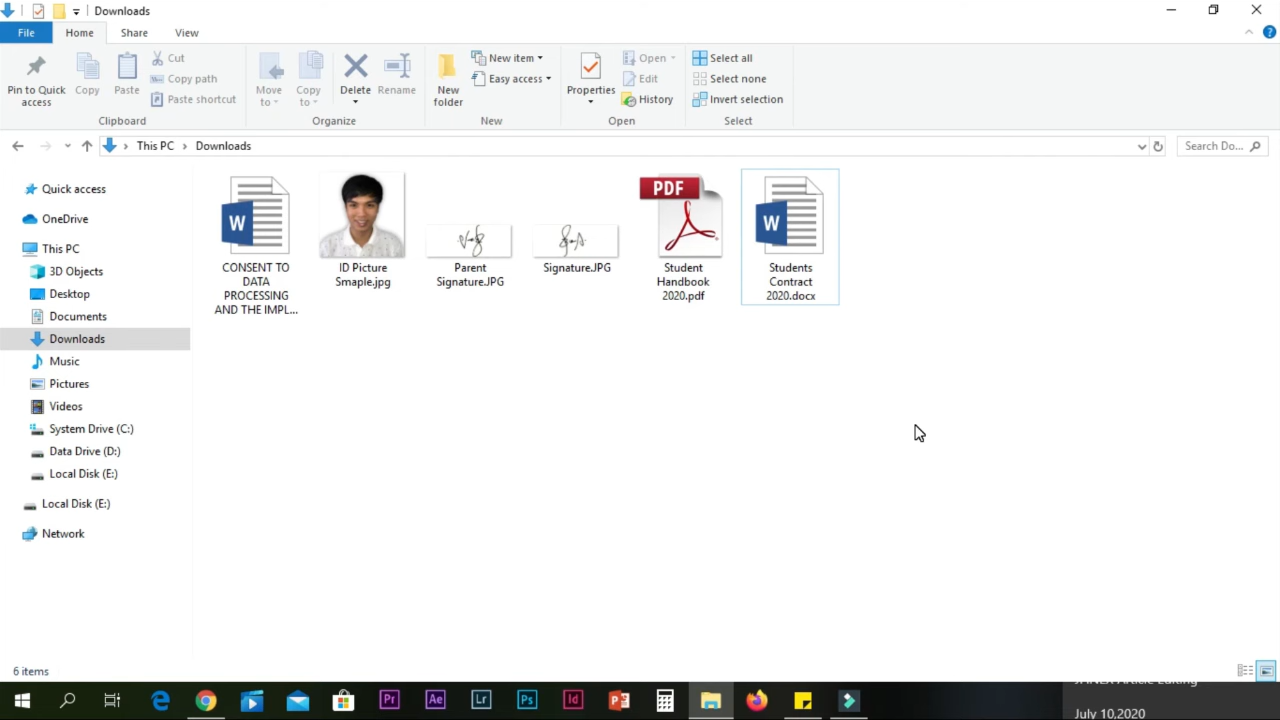 Downloads
File Home Share View
Cut
Copy path
Paste shortcut
Pin to Quick access
Copy
Paste
Clipboard
Move to
Copy to
Delete
Rename
Organize
New folder
New item
Easy access
New
Properties
Open
Edit
History
Open
Select all
Select none
Invert selection
Select
This PC > Downloads
Search Do...
Quick access
OneDrive
This PC
3D Objects
Desktop
Documents
Downloads
Music
Pictures
Videos
System Drive (C:)
Data Drive (D:)
Local Disk (E:)
Local Disk (E:)
Network
W
CONSENT TO
DATA
PROCESSING
AND THE IMPL...
ID Picture
Smaple.jpg
Parent
Signature.JPG
Signature.JPG
PDF
Student
Handbook
2020.pdf
W
Students
Contract
2020.docx
6 items
Pr Ae Lr Ps Id
July 10,2020